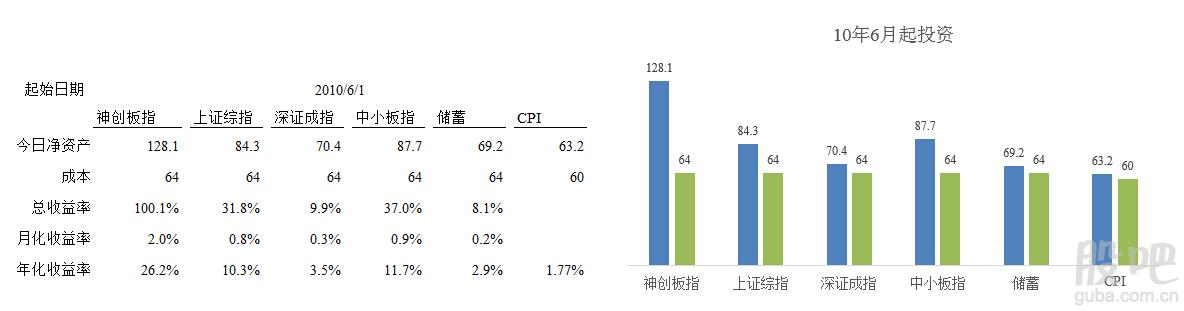 起始日期 2010/6/1
神创板指 上证综指 深证成指 中小板指 储蓄 CPI
今日净资产 128.1 84.3 70.4 87.7 69.2 63.2
成本 64 64 64 64 64 60
总收益率 100.1% 31.8% 9.9% 37.0% 8.1%
月化收益率 2.0% 0.8% 0.3% 0.9% 0.2%
年化收益率 26.2% 10.3% 3.5% 11.7% 2.9% 1.77%
10年6月起投资
128.1 64 84.3 64 70.4 64 87.7 64 69.2 64 63.2 60
神创板指 上证综指 深证成指 中小板指 储蓄 CPI
股吧
guba.com.cn